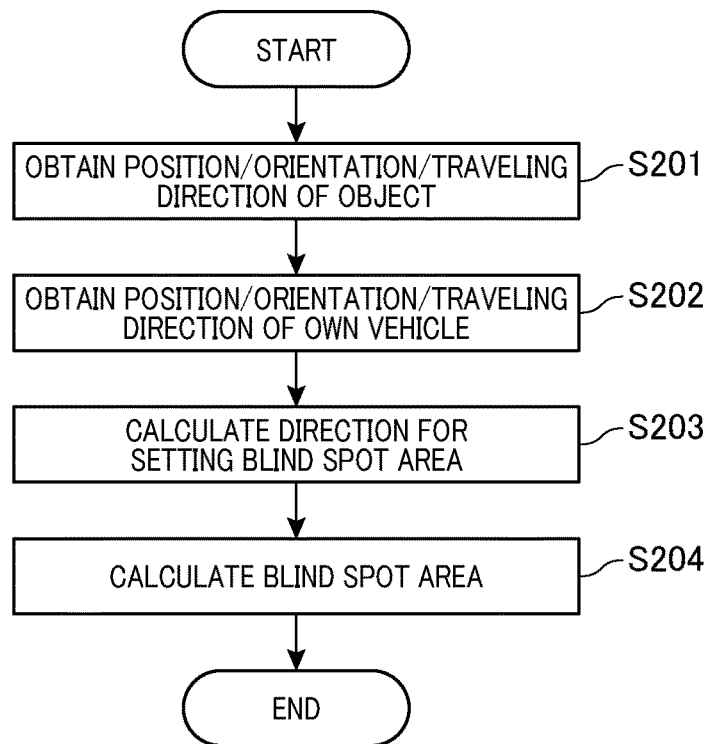 START
OBTAIN POSITION/ORIENTATION/TRAVELING
DIRECTION OF OBJECT
S201
OBTAIN POSITION/ORIENTATION/TRAVELING
DIRECTION OF OWN VEHICLE
S202
CALCULATE DIRECTION FOR
SETTING BLIND SPOT AREA
S203
CALCULATE BLIND SPOT AREA
S204
END